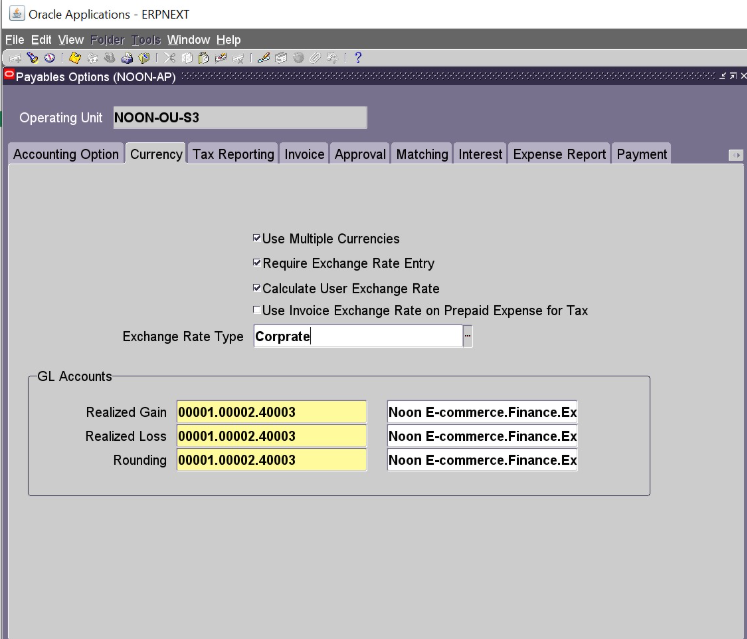 Oracle Applications - ERPNEXT
File Edit View Folder Tools Window Help
Payables Options (NOON-AP)
Operating Unit NOON-OU-S3
Accounting Option Currency Tax Reporting Invoice Approval Matching Interest Expense Report Payment
Use Multiple Currencies
Require Exchange Rate Entry
Calculate User Exchange Rate
Use Invoice Exchange Rate on Prepaid Expense for Tax
Exchange Rate Type Corprate
GL Accounts
Realized Gain 00001.00002.40003 Noon E-commerce.Finance.Ex
Realized Loss 00001.00002.40003 Noon E-commerce.Finance.Ex
Rounding 00001.00002.40003 Noon E-commerce.Finance.Ex